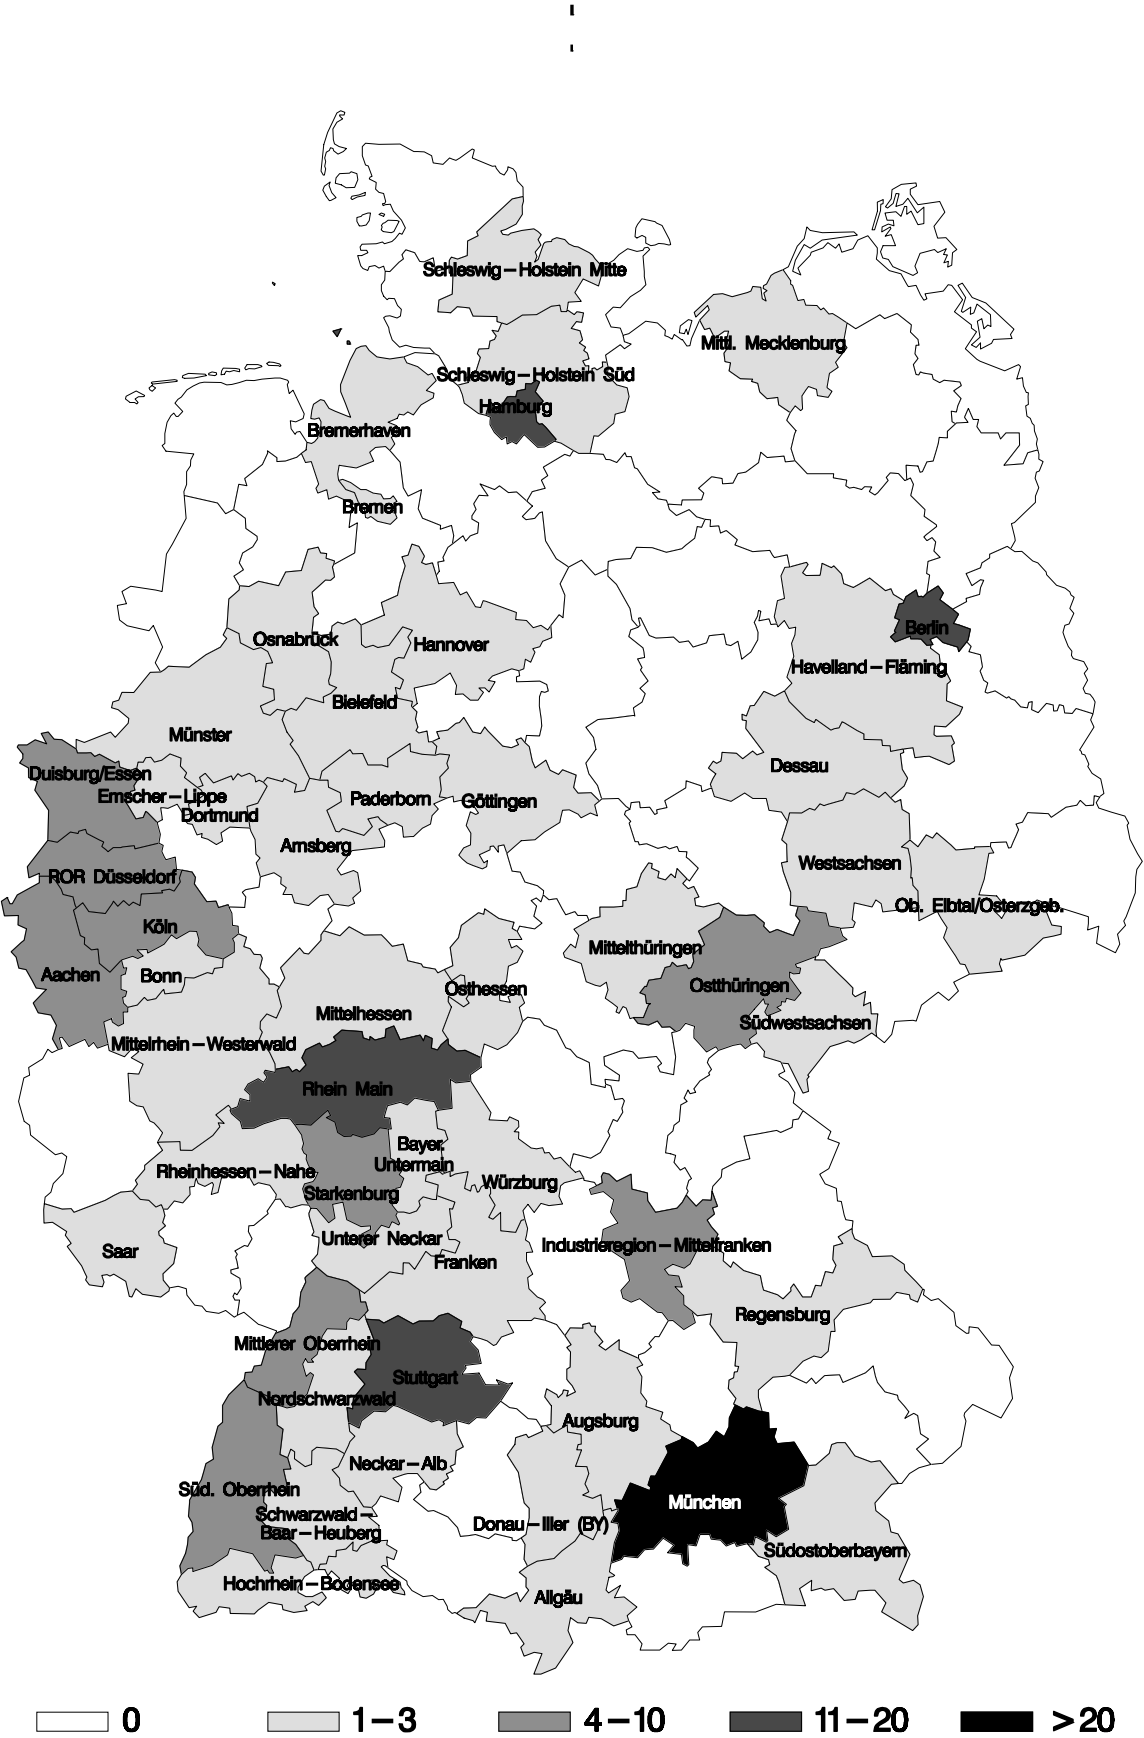 Schleswig–Holstein Mitte
Mittl. Mecklenburg
Schleswig–Holstein Süd
Hamburg
Bremerhaven
Bremen
Berlin
Osnabrück
Hannover
Havelland–Fläming
Bielefeld
Münster
Dessau
Duisburg/Essen
Emscher–Lippe
Paderborn
Göttingen
Dortmund
Arnsberg
Westsachsen
ROR Düsseldorf
Ob. Elbtal/Osterzgeb.
Köln
Mittelthüringen
Aachen
Bonn
Osthessen
Ostthüringen
Mittelhessen
Südwestsachsen
Mittelrhein–Westerwald
Rhein Main
Bayer.
Untermain
Rheinhessen–Nahe
Würzburg
Starkenburg
Unterer Neckar
Industrieregion–Mittelfranken
Saar
Franken
Regensburg
Mittlerer Oberrhein
Stuttgart
Nordschwarzwald
Augsburg
Neckar–Alb
Süd. Oberrhein
München
Schwarzwald–
Baar–Heuberg
Donau–Iller (BY)
Südostoberbayern
Hochrhein–Bodensee
Allgäu
0
1–3
4–10
11–20
>20